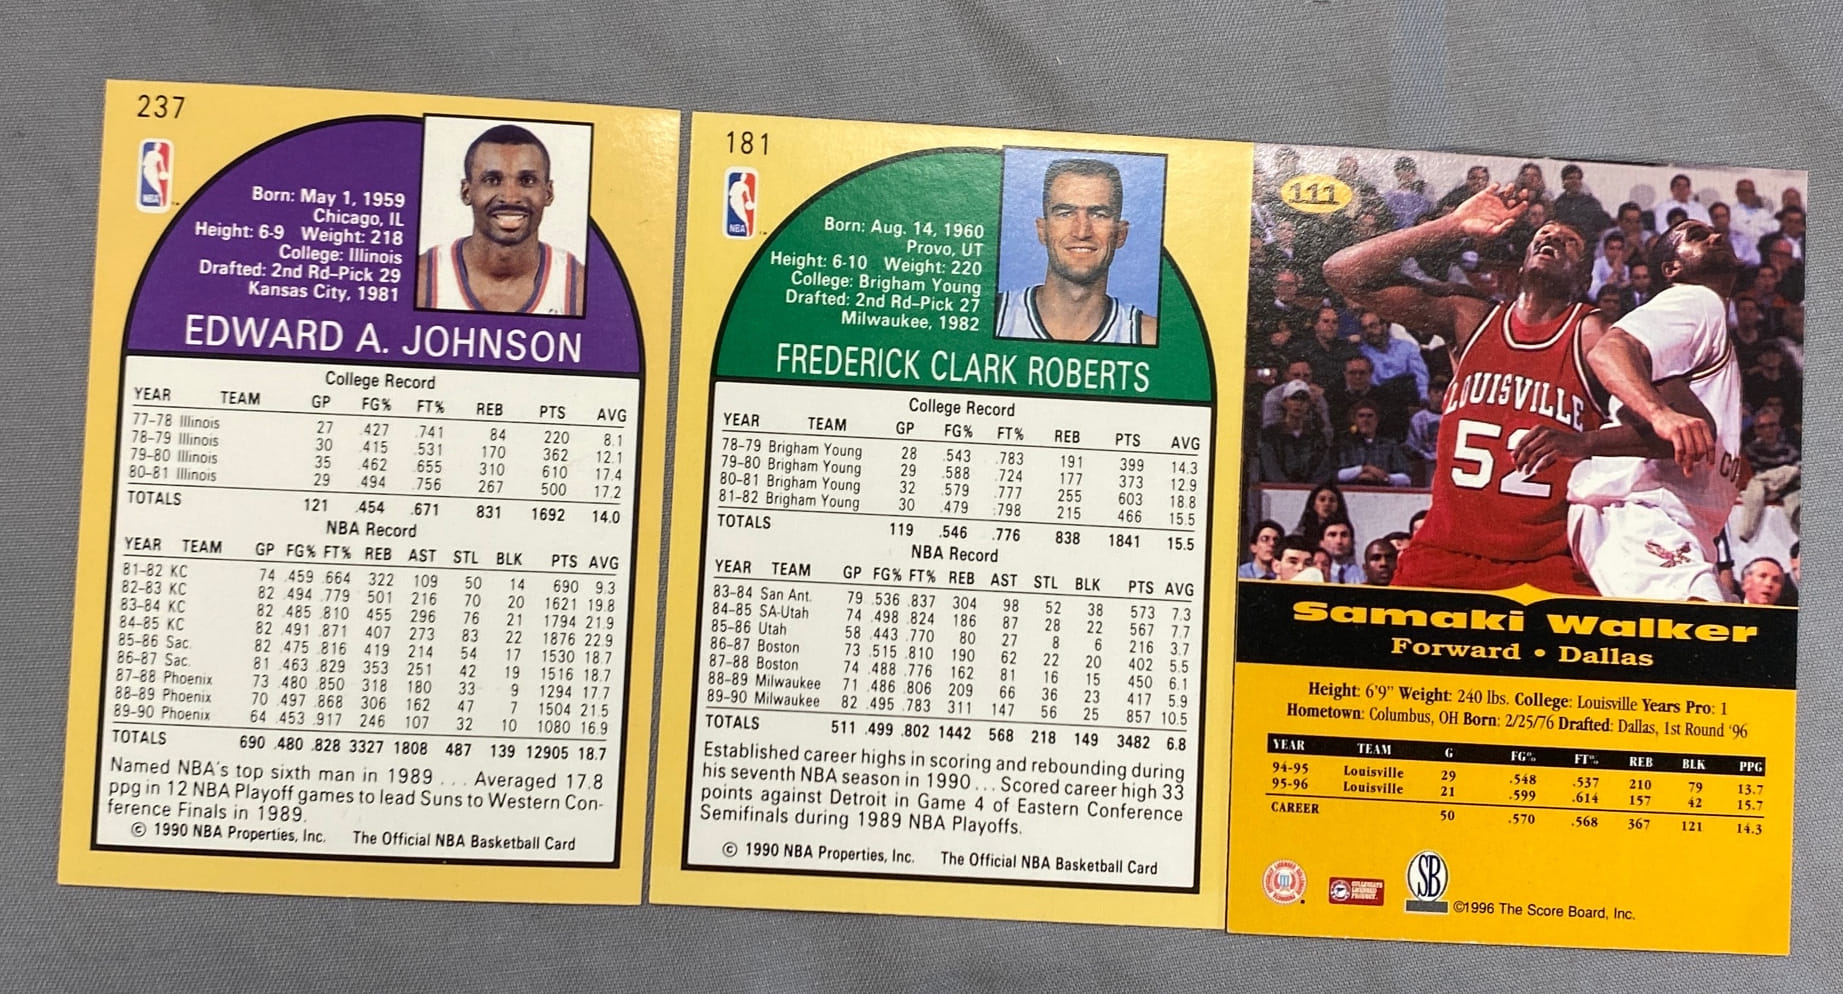 237
NBA
Born: May 1, 1959
Chicago, IL
Height: 6-9 Weight: 218
College: Illinois
Drafted: 2nd Rd-Pick 29
Kansas City, 1981
EDWARD A. JOHNSON
College Record
YEAR TEAM GP FG% FT% REB PTS AVG
77-78 Illinois 27 .427 .741 84 220 8.1
78-79 Illinois 30 .415 .531 170 362 12.1
79-80 Illinois 35 .462 .655 310 610 17.4
80-81 Illinois 29 .494 .756 267 500 17.2
TOTALS 121 .454 .671 831 1692 14.0
NBA Record
YEAR TEAM GP FG% FT% REB AST STL BLK PTS AVG
81-82 KC 74 .459 .664 322 109 50 14 690 9.3
82-83 KC 82 .494 .779 501 216 70 20 1621 19.8
83-84 KC 82 .485 .810 455 296 76 21 1794 21.9
84-85 KC 82 .491 .871 407 273 83 22 1876 22.9
85-86 Sac. 82 .475 .816 419 214 54 17 1530 18.7
86-87 Sac. 81 .463 .829 353 251 42 19 1516 18.7
87-88 Phoenix 73 .480 .850 318 180 33 9 1294 17.7
88-89 Phoenix 70 .497 .868 306 162 47 7 1504 21.5
89-90 Phoenix 64 .453 .917 246 107 32 10 1080 16.9
TOTALS 690 .480 .828 3327 1808 487 139 12905 18.7
Named NBA's top sixth man in 1989 . . . Averaged 17.8
ppg in 12 NBA Playoff games to lead Suns to Western Con-
ference Finals in 1989.
© 1990 NBA Properties, Inc. The Official NBA Basketball Card
181
NBA
Born: Aug. 14, 1960
Provo, UT
Height: 6-10 Weight: 220
College: Brigham Young
Drafted: 2nd Rd-Pick 27
Milwaukee, 1982
FREDERICK CLARK ROBERTS
College Record
YEAR TEAM GP FG% FT% REB PTS AVG
78-79 Brigham Young 28 .543 .783 191 399 14.3
79-80 Brigham Young 29 .588 .724 177 373 12.9
80-81 Brigham Young 32 .579 .777 255 603 18.8
81-82 Brigham Young 30 .479 .798 215 466 15.5
TOTALS 119 .546 .776 838 1841 15.5
NBA Record
YEAR TEAM GP FG% FT% REB AST STL BLK PTS AVG
83-84 San Ant. 79 .536 .837 304 98 52 38 573 7.3
84-85 SA-Utah 74 .498 .824 186 87 28 22 567 7.7
85-86 Utah 58 .443 .770 80 27 8 6 216 3.7
86-87 Boston 73 .515 .810 190 62 22 20 402 5.5
87-88 Boston 74 .488 .776 162 81 16 15 450 6.1
88-89 Milwaukee 71 .486 .806 209 66 36 23 417 5.9
89-90 Milwaukee 82 .495 .783 311 147 56 25 857 10.5
TOTALS 511 .499 .802 1442 568 218 149 3482 6.8
Established career highs in scoring and rebounding during
his seventh NBA season in 1990 . . . Scored career high 33
points against Detroit in Game 4 of Eastern Conference
Semifinals during 1989 NBA Playoffs.
© 1990 NBA Properties, Inc. The Official NBA Basketball Card
111
LOUISVILLE
52
Samaki Walker
Forward • Dallas
Height: 6'9" Weight: 240 lbs. College: Louisville Years Pro: 1
Hometown: Columbus, OH Born: 2/25/76 Drafted: Dallas, 1st Round '96
YEAR TEAM G FG% FT% REB BLK PPG
94-95 Louisville 29 .548 .537 210 79 13.7
95-96 Louisville 21 .599 .614 157 42 15.7
CAREER 50 .570 .568 367 121 14.3
COLLEGIATE
LICENSED
PRODUCT
SB
©1996 The Score Board, Inc.